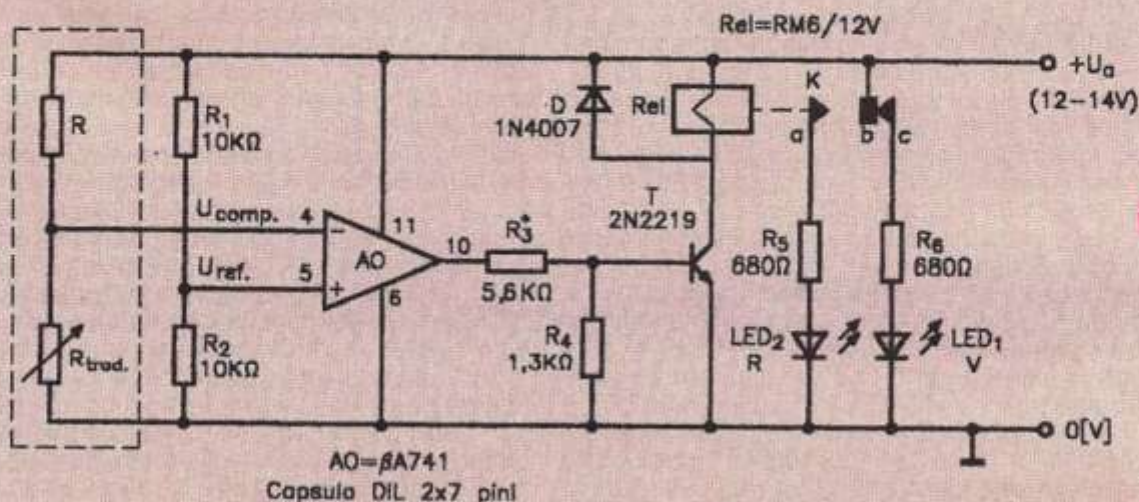 Rel=RM6/12V
+Ua
(12-14V)
R
R1
10KΩ
D
1N4007
Rel
K
a
b
c
Ucomp.
4
11
Uref.
5
AO
10
6
R3*
5,6KΩ
T
2N2219
R5
680Ω
R6
680Ω
Rtrad.
R2
10KΩ
R4
1,3KΩ
LED2
R
LED1
V
0[V]
AO=βA741
Capsula DIL 2x7 pini